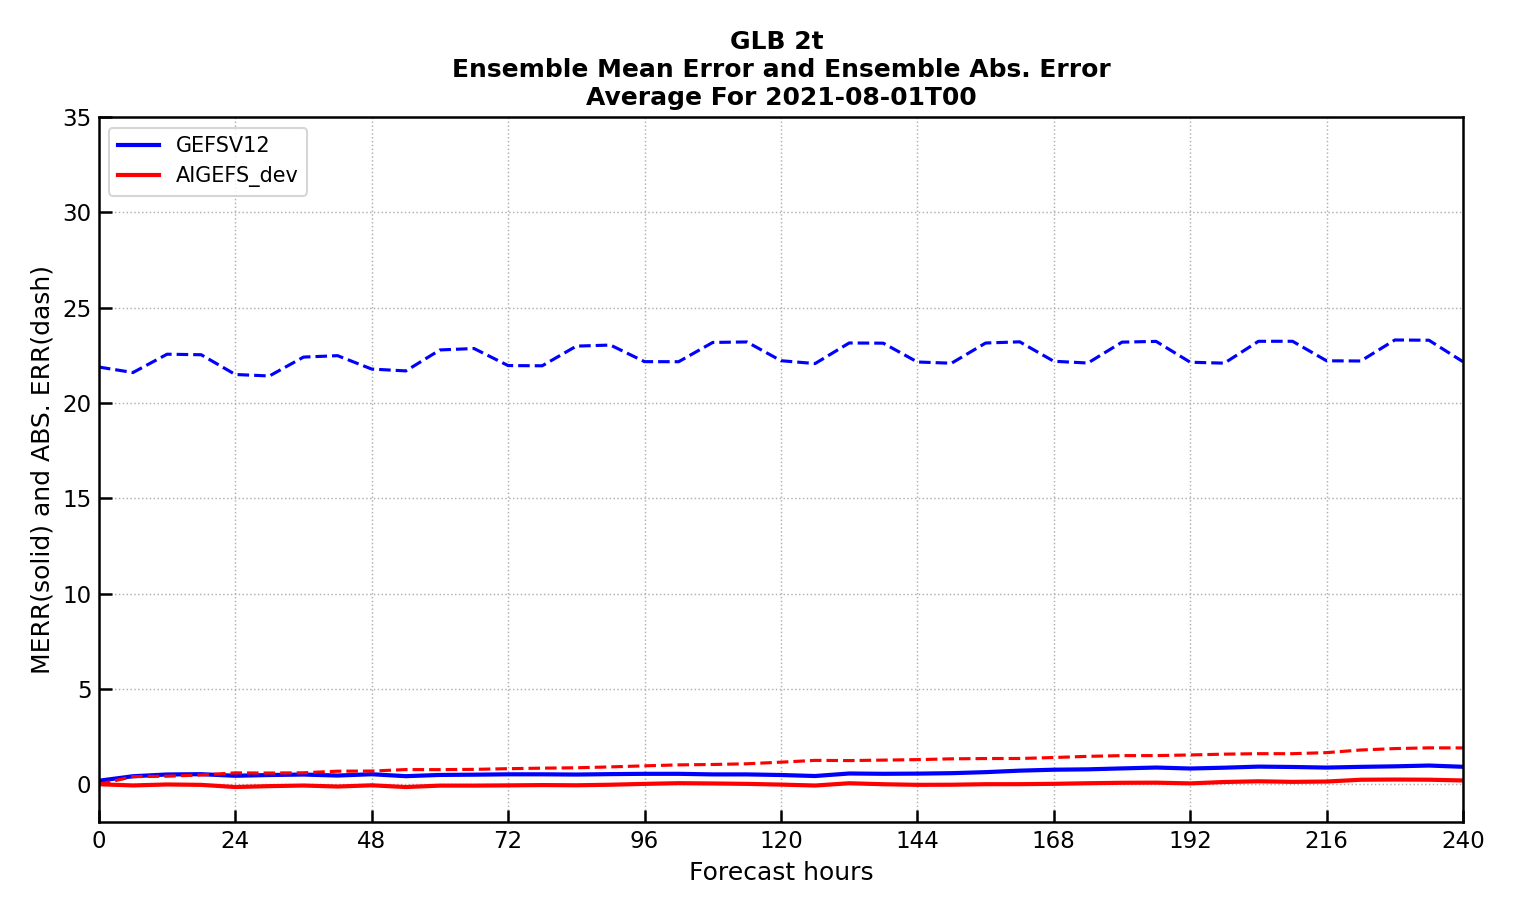 GLB 2t
Ensemble Mean Error and Ensemble Abs. Error
Average For 2021-08-01T00
GEFSV12
AIGEFS_dev
MERR(solid) and ABS. ERR(dash)
35
30
25
20
15
10
5
0
0 24 48 72 96 120 144 168 192 216 240
Forecast hours